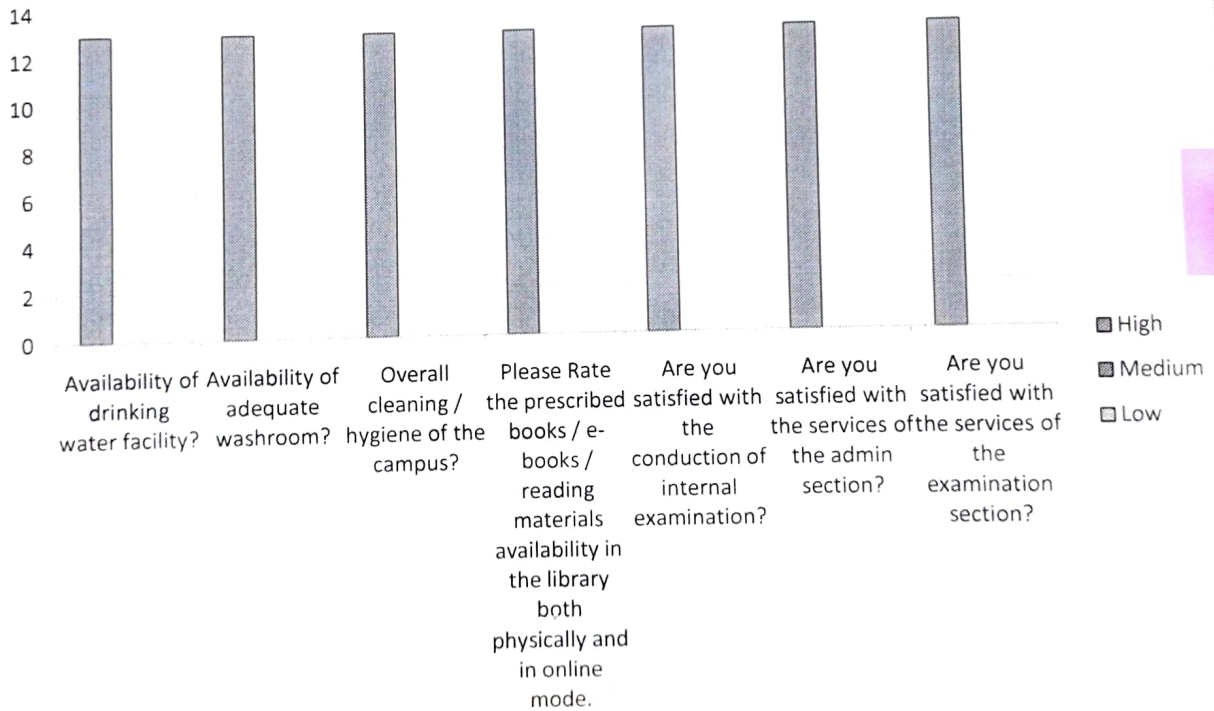 14
12
10
8
6
4
2
0
Availability of
drinking
water facility?
Availability of
adequate
washroom?
Overall
cleaning /
hygiene of the
campus?
Please Rate
the prescribed
books / e-
books /
reading
materials
availability in
the library
both
physically and
in online
mode.
Are you
satisfied with
the
conduction of
internal
examination?
Are you
satisfied with
the services of
the admin
section?
Are you
satisfied with
the services of
the
examination
section?
High
Medium
Low